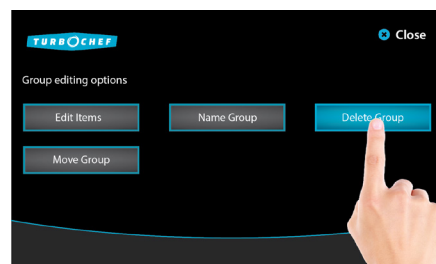 TURBOCHEF
Close
Group editing options
Edit Items
Name Group
Delete Group
Move Group